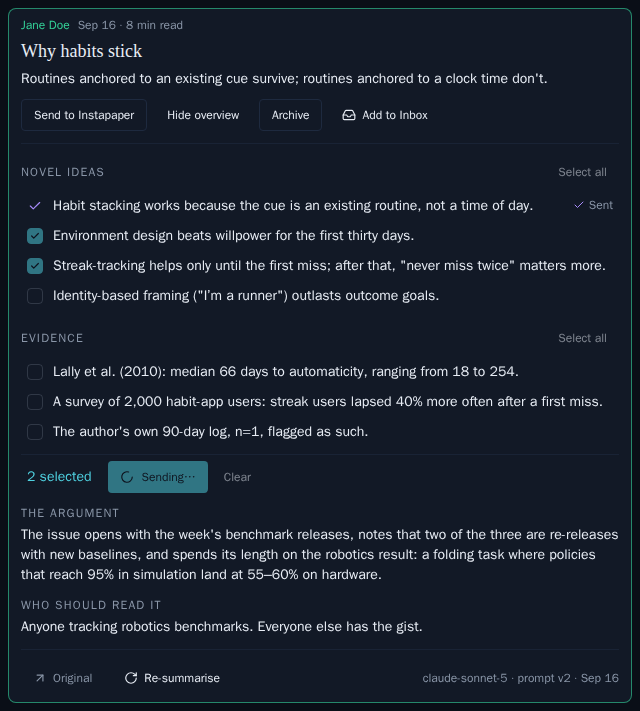 Jane Doe Sep 16 · 8 min read
Why habits stick
Routines anchored to an existing cue survive; routines anchored to a clock time don't.
Send to Instapaper Hide overview Archive Add to Inbox
NOVEL IDEAS Select all
Habit stacking works because the cue is an existing routine, not a time of day. Sent
Environment design beats willpower for the first thirty days.
Streak-tracking helps only until the first miss; after that, "never miss twice" matters more.
Identity-based framing ("I'm a runner") outlasts outcome goals.
EVIDENCE Select all
Lally et al. (2010): median 66 days to automaticity, ranging from 18 to 254.
A survey of 2,000 habit-app users: streak users lapsed 40% more often after a first miss.
The author's own 90-day log, n=1, flagged as such.
2 selected Sending⋯ Clear
THE ARGUMENT
The issue opens with the week's benchmark releases, notes that two of the three are re-releases
with new baselines, and spends its length on the robotics result: a folding task where policies
that reach 95% in simulation land at 55–60% on hardware.
WHO SHOULD READ IT
Anyone tracking robotics benchmarks. Everyone else has the gist.
Original Re-summarise claude-sonnet-5 · prompt v2 · Sep 16